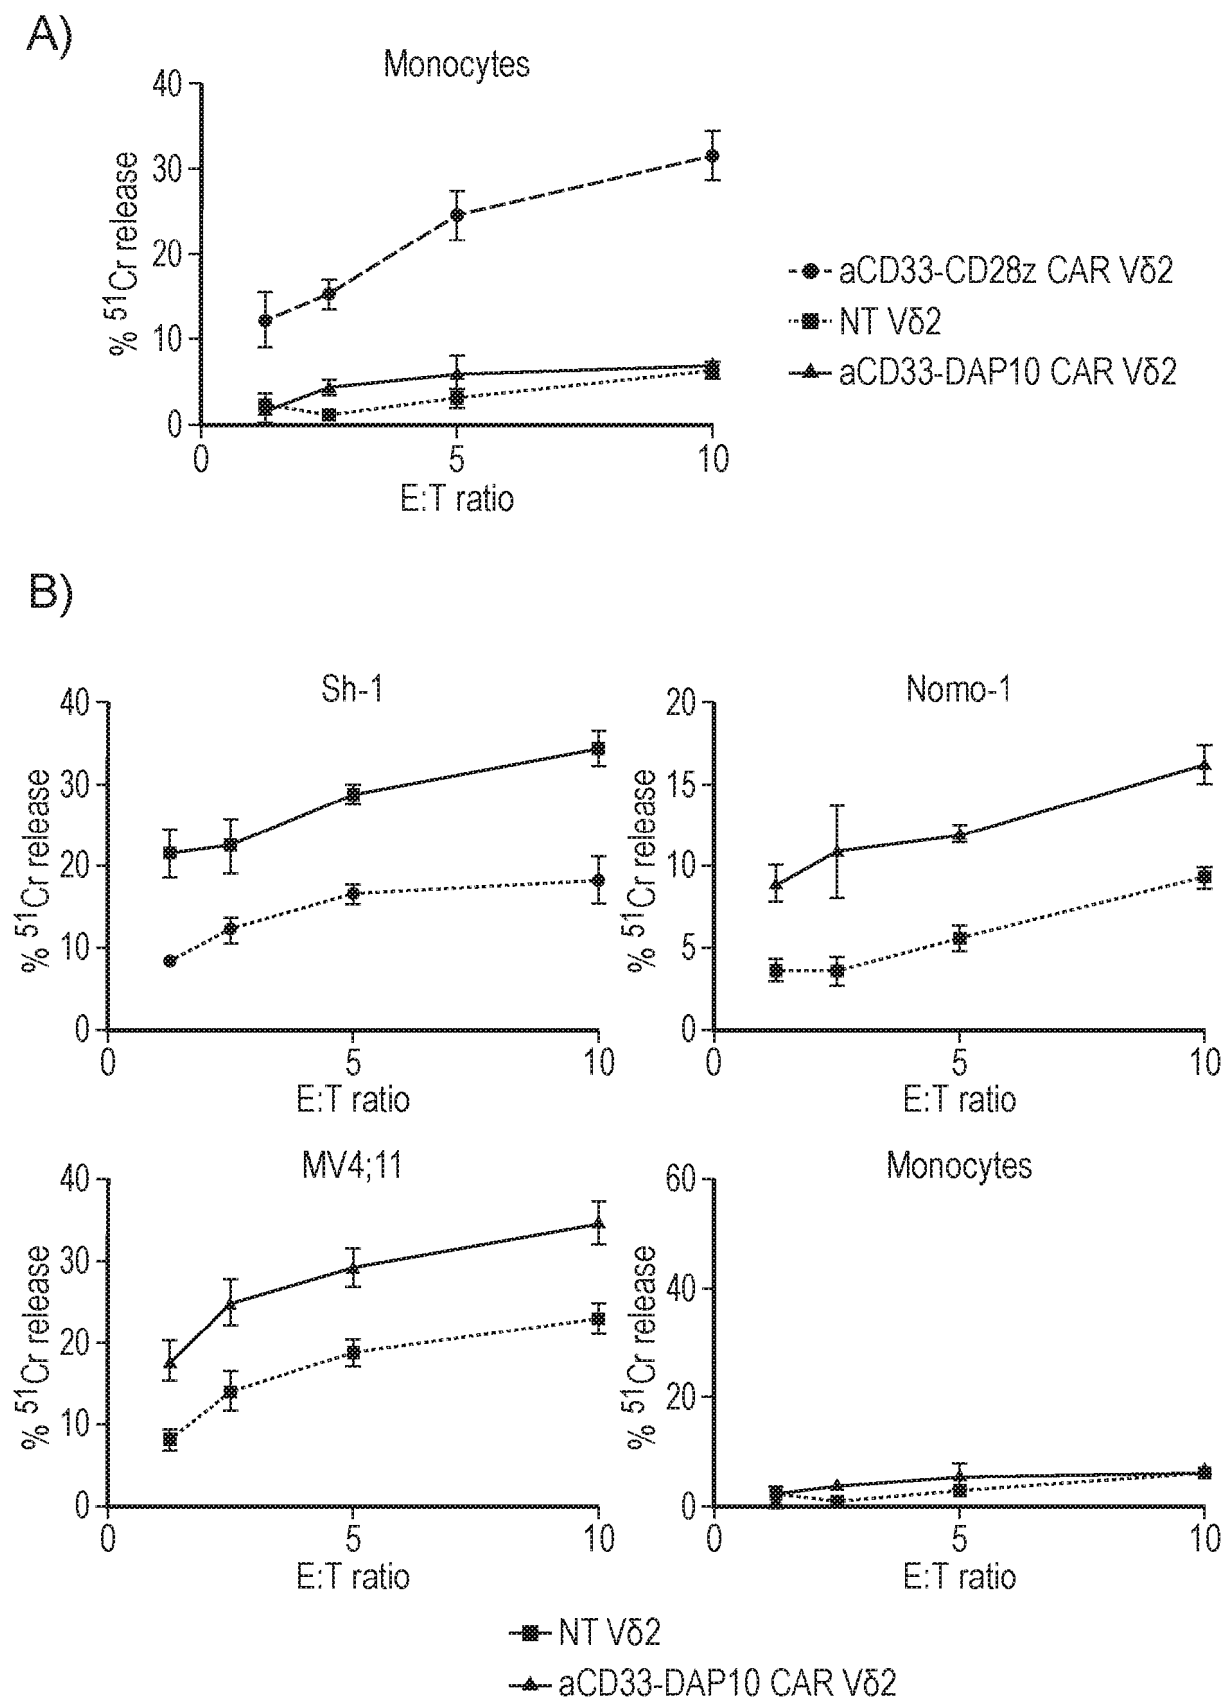 A)
Monocytes
40
30
20
10
0
% 51Cr release
0 5 10
E:T ratio
aCD33-CD28z CAR Vδ2
NT Vδ2
aCD33-DAP10 CAR Vδ2
B)
Sh-1
40
30
20
10
0
% 51Cr release
0 5 10
E:T ratio
Nomo-1
20
15
10
5
0
% 51Cr release
0 5 10
E:T ratio
MV4;11
40
30
20
10
0
% 51Cr release
0 5 10
E:T ratio
Monocytes
60
40
20
0
% 51Cr release
0 5 10
E:T ratio
NT Vδ2
aCD33-DAP10 CAR Vδ2